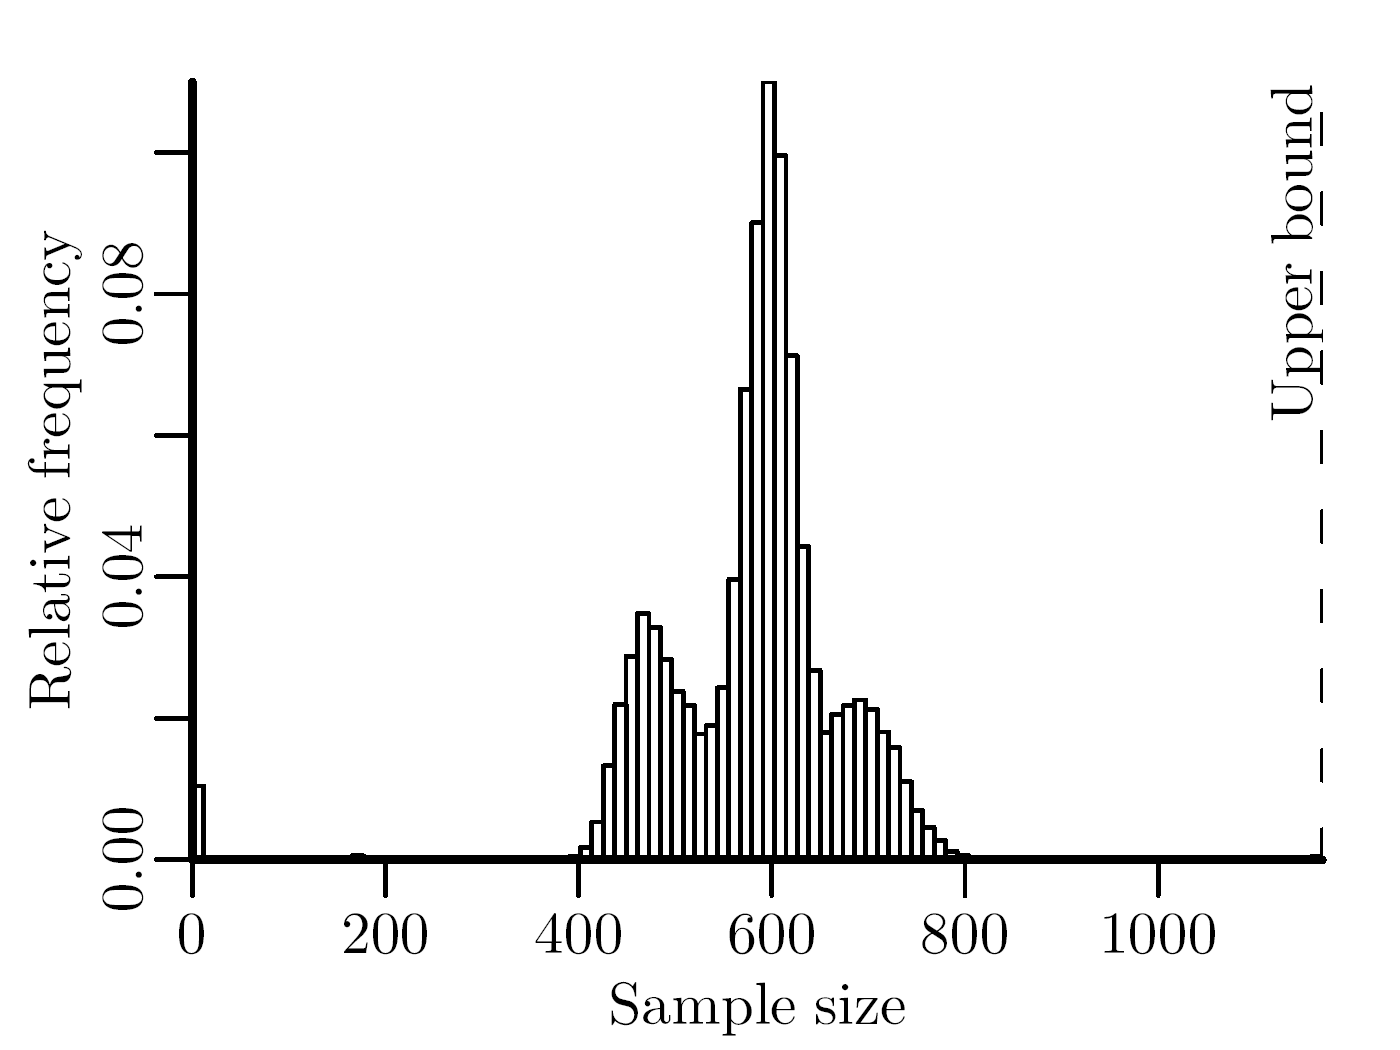 Relative frequency
0.08
0.04
0.00
Upper bound
0 200 400 600 800 1000
Sample size